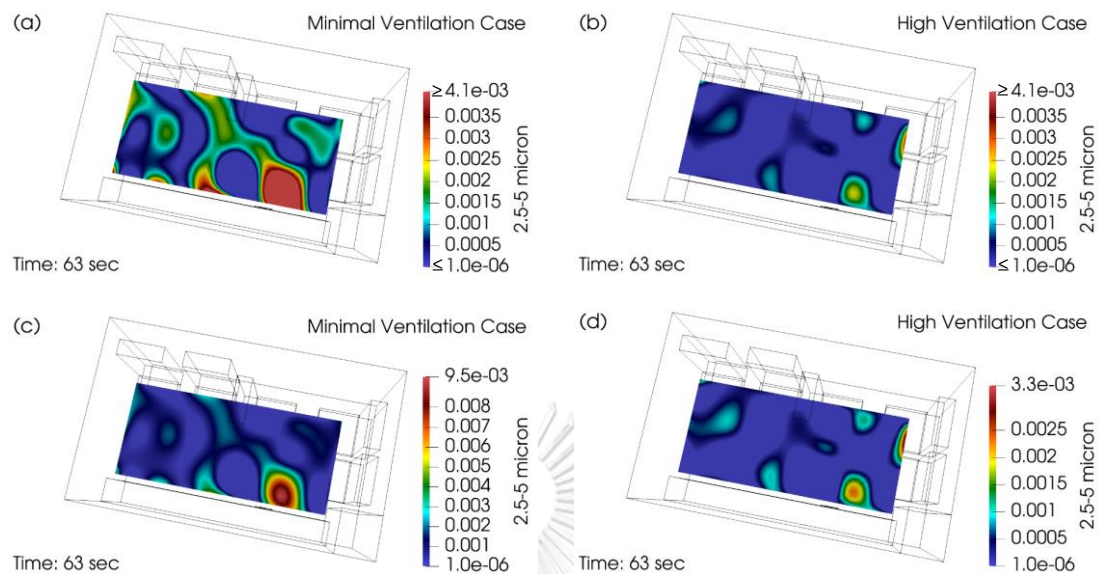 (a)
Minimal Ventilation Case
≥ 4.1e-03
0.0035
0.003
0.0025
0.002
0.0015
0.001
0.0005
≤ 1.0e-06
2.5-5 micron
Time: 63 sec
(b)
High Ventilation Case
≥ 4.1e-03
0.0035
0.003
0.0025
0.002
0.0015
0.001
0.0005
≤ 1.0e-06
2.5-5 micron
Time: 63 sec
(c)
Minimal Ventilation Case
9.5e-03
0.008
0.007
0.006
0.005
0.004
0.003
0.002
0.001
1.0e-06
2.5-5 micron
Time: 63 sec
(d)
High Ventilation Case
3.3e-03
0.0025
0.002
0.0015
0.001
0.0005
1.0e-06
2.5-5 micron
Time: 63 sec